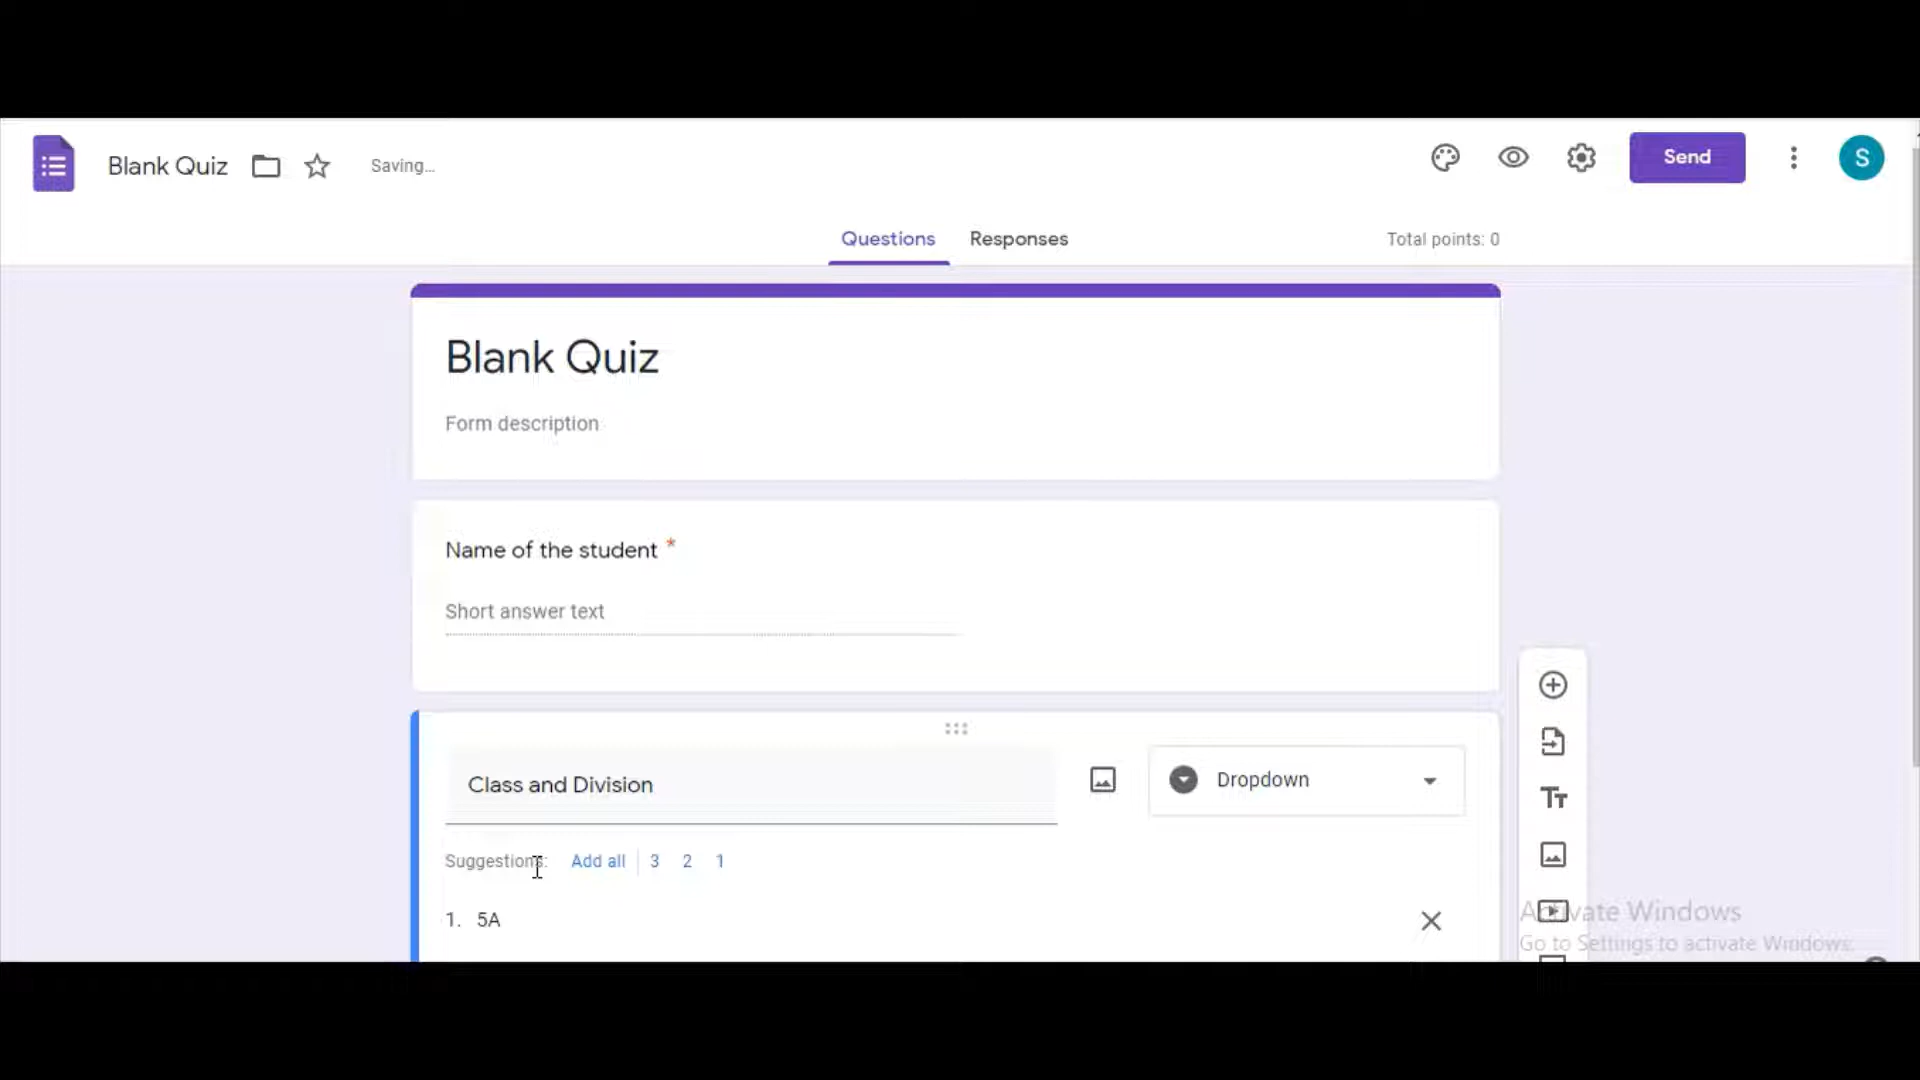 Blank Quiz
Saving...
Send
S
Questions
Responses
Total points: 0
Blank Quiz
Form description
Name of the student *
Short answer text
Class and Division
Dropdown
Suggestions: Add all 3 2 1
1. 5A
Tт
Activate Windows
Go to Settings to activate Windows.